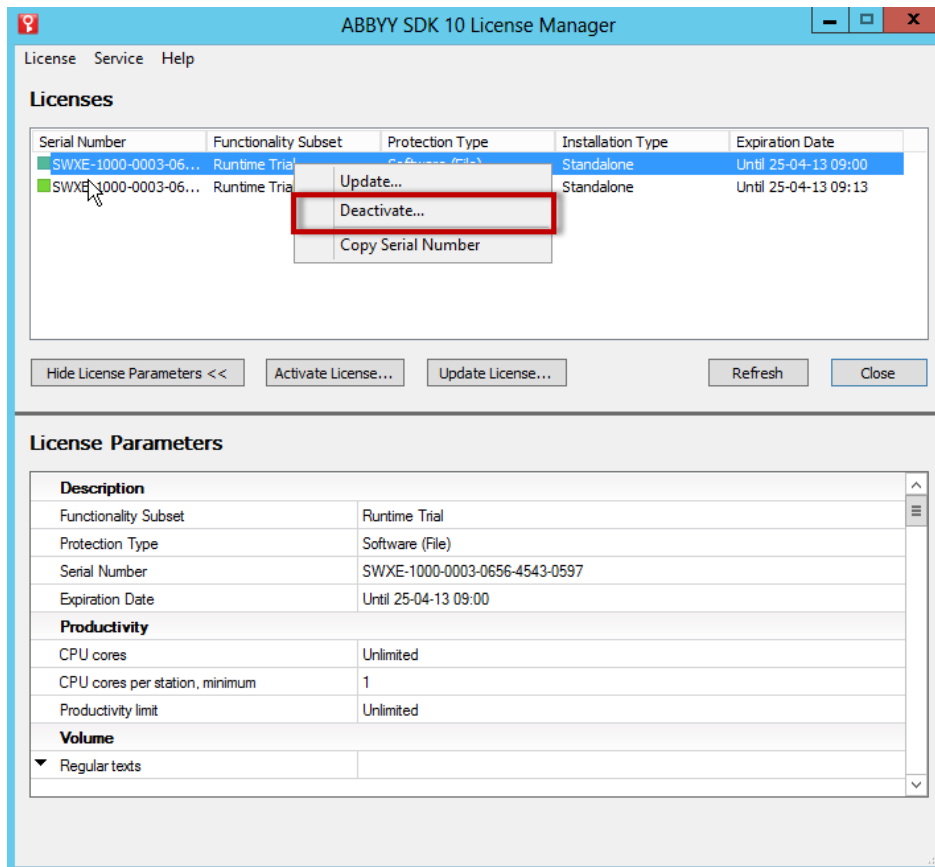 ABBYY SDK 10 License Manager
License Service Help
Licenses
Serial Number Functionality Subset Protection Type Installation Type Expiration Date
SWXE-1000-0003-06... Runtime Trial Software (File) Standalone Until 25-04-13 09:00
SWXE-1000-0003-06... Runtime Tria Standalone Until 25-04-13 09:13
Update...
Deactivate...
Copy Serial Number
Hide License Parameters << Activate License... Update License... Refresh Close
License Parameters
Description
Functionality Subset Runtime Trial
Protection Type Software (File)
Serial Number SWXE-1000-0003-0656-4543-0597
Expiration Date Until 25-04-13 09:00
Productivity
CPU cores Unlimited
CPU cores per station, minimum 1
Productivity limit Unlimited
Volume
Regular texts